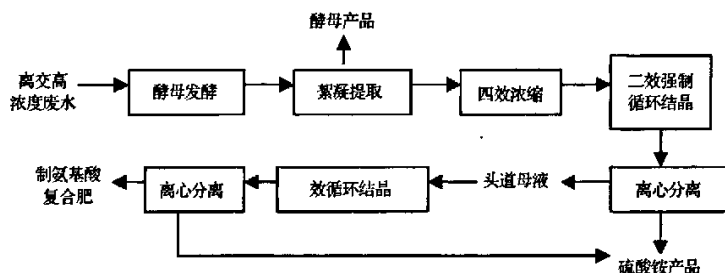 酵母产品
离交高
浓度废水
酵母发酵
絮凝提取
四效浓缩
二效强制
循环结晶
制氨基酸
复合肥
离心分离
效循环结晶
头道母液
离心分离
硫酸铵产品